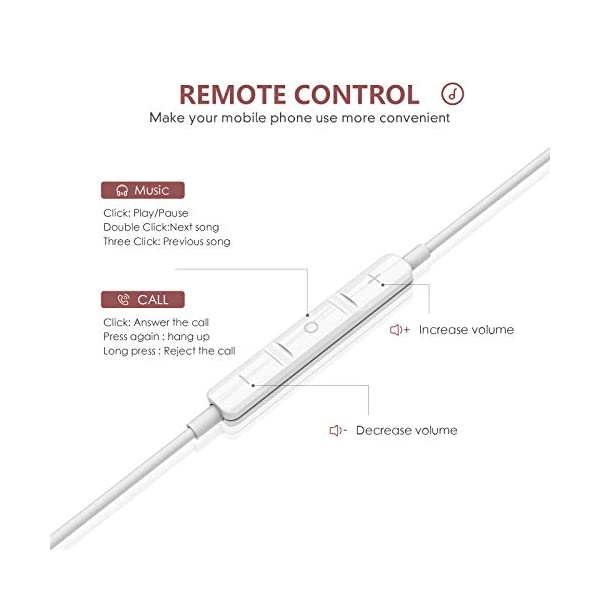 REMOTE CONTROL
Make your mobile phone use more convenient
Music
Click: Play/Pause
Double Click:Next song
Three Click: Previous song
CALL
Click: Answer the call
Press again : hang up
Long press : Reject the call
+ Increase volume
- Decrease volume